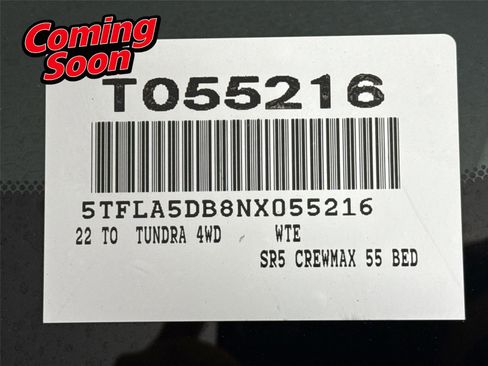 Coming
Soon
T055216
5TFLA5DB8NX055216
22 TO TUNDRA 4WD WTE
SR5 CREWMAX 55 BED